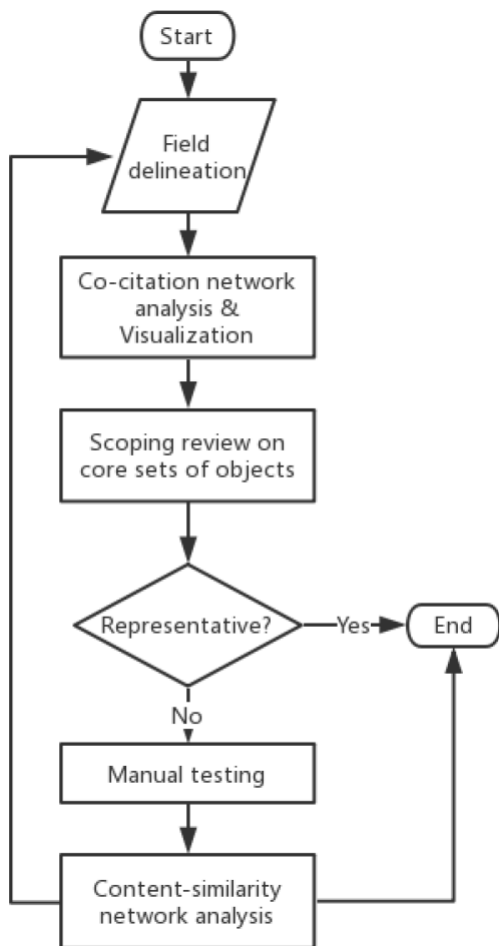 Start
Field
delineation
Co-citation network
analysis &
Visualization
Scoping review on
core sets of objects
Representative?
Yes
End
No
Manual testing
Content-similarity
network analysis